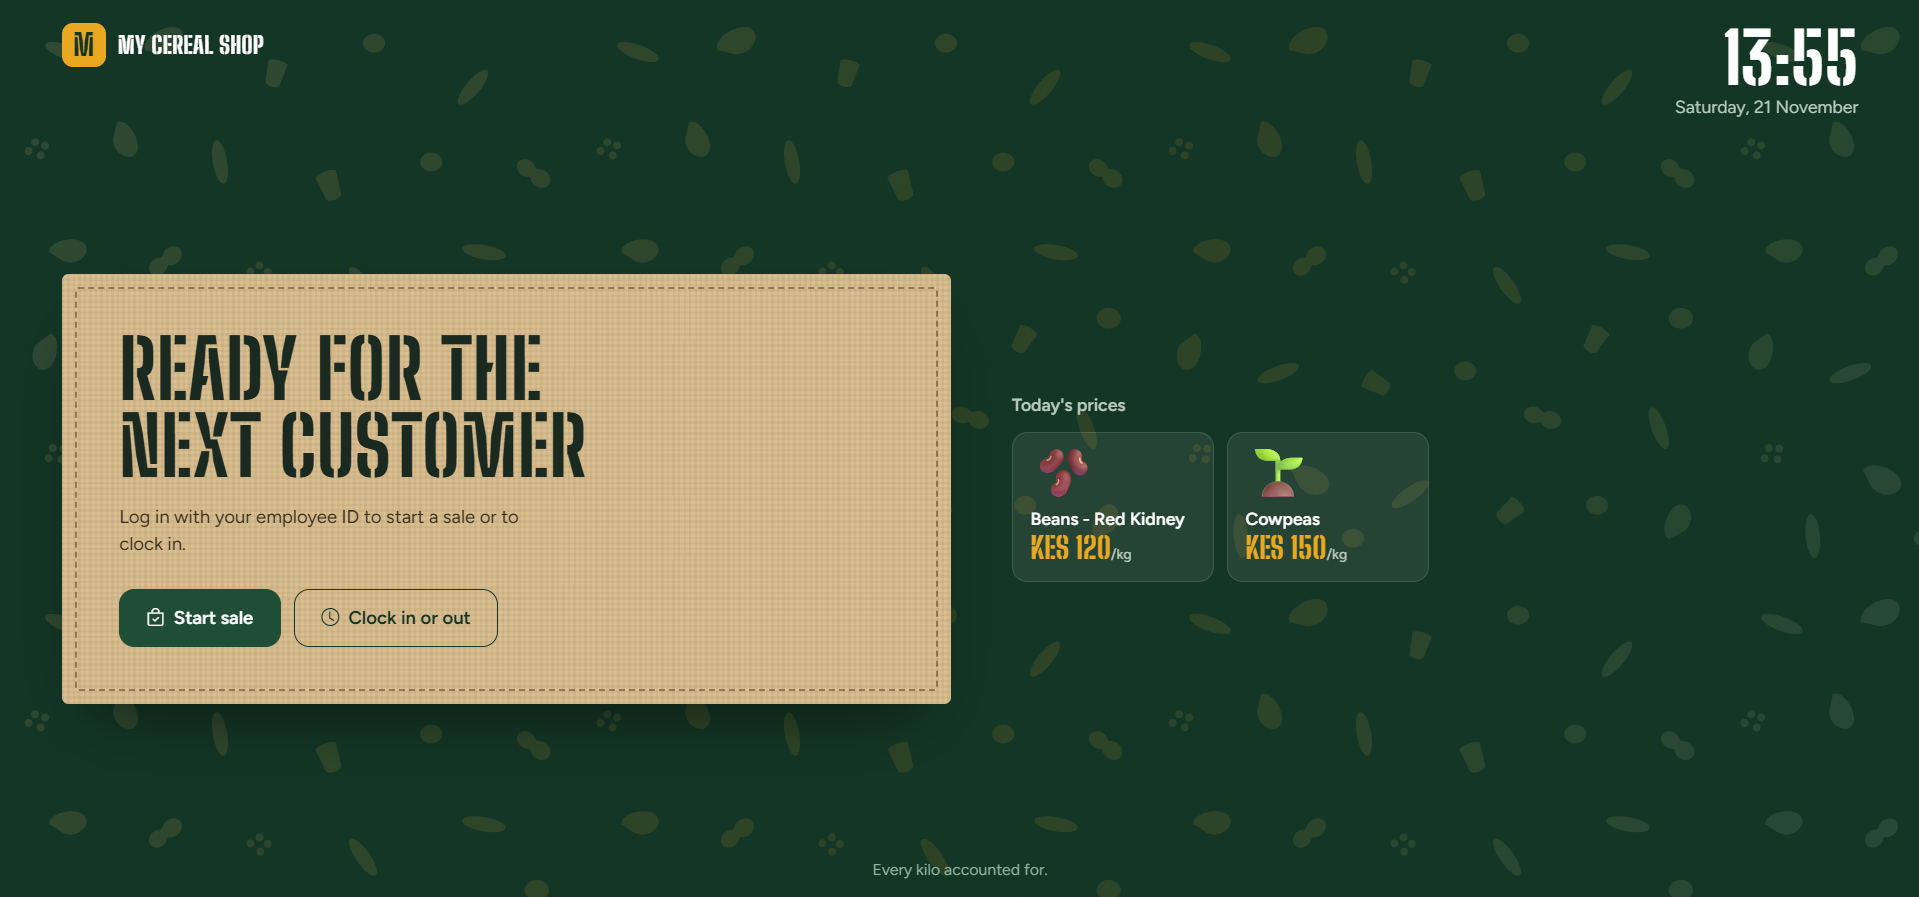 M MY CEREAL SHOP
13:55
Saturday, 21 November
READY FOR THE
NEXT CUSTOMER
Log in with your employee ID to start a sale or to
clock in.
Start sale
Clock in or out
Today's prices
Beans - Red Kidney
KES 120/kg
Cowpeas
KES 150/kg
Every kilo accounted for.